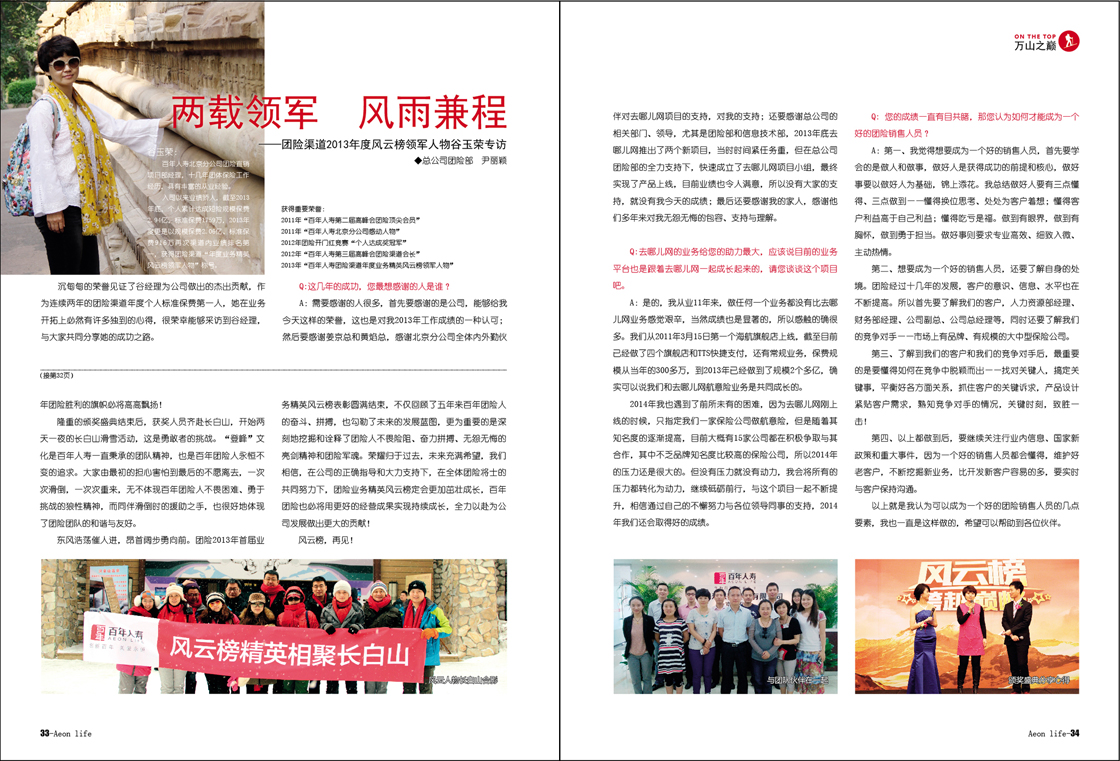 两载领军 风雨兼程
——团险渠道2013年度风云榜领军人物谷玉荣专访
◆总公司团险部 尹丽颖
谷玉荣：
百年人寿北京分公司团险直销
项目部经理，十几年团体保险工作
经历，具有丰富的从业经验。
获得重要荣誉：
2011年“百年人寿第二届高峰会团险顶尖会员”
2011年“百年人寿北京分公司感动人物”
2012年团险开门红竞赛“个人达成奖冠军”
2012年“百年人寿第三届高峰会团险渠道会长”
2013年“百年人寿团险渠道年度业务精英风云榜领军人物”
沉甸甸的荣誉见证了谷经理为公司做出的杰出贡献，作
为连续两年的团险渠道年度个人标准保费第一人，她在业务
开拓上必然有许多独到的心得，很荣幸能够采访到谷经理，
与大家共同分享她的成功之路。
Q:这几年的成功，您最想感谢的人是谁？
A: 需要感谢的人很多，首先要感谢的是公司，能够给我
今天这样的荣誉，这也是对我2013年工作成绩的一种认可；
然后要感谢姜京总和黄焰总，感谢北京分公司全体内外勤伙
(接第32页)
年团险胜利的旗帜必将高高飘扬！
隆重的颁奖盛典结束后，获奖人员齐赴长白山，开始两
天一夜的长白山滑雪活动，这是勇敢者的挑战。“登峰”文
化是百年人寿一直秉承的团队精神，也是百年团险人永恒不
变的追求。大家由最初的担心害怕到最后的不愿离去，一次
次滑倒，一次次重来，无不体现百年团险人不畏困难、勇于
挑战的狼性精神，而同伴滑倒时的援助之手，也很好地体现
了团险团队的和谐与友好。
东风浩荡催人进，昂首阔步勇向前。团险2013年首届业
务精英风云榜表彰圆满结束，不仅回顾了五年来百年团险人
的奋斗、拼搏，也勾勒了未来的发展蓝图，更为重要的是深
刻地挖掘和诠释了团险人不畏险阻、奋力拼搏，无怨无悔的
亮剑精神和团险军魂。荣耀归于过去，未来充满希望，我们
相信，在公司的正确指导和大力支持下，在全体团险将士的
共同努力下，团险业务精英风云榜定会更加茁壮成长，百年
团险也必将用更好的经营成果实现持续成长，全力以赴为公
司发展做出更大的贡献！
风云榜，再见！
百年人寿
AEON LIFE
风云榜精英相聚长白山
风云人物长白山合影
33-Aeon life
ON THE TOP
万山之巅
伴对去哪儿网项目的支持，对我的支持；还要感谢总公司的
相关部门、领导，尤其是团险部和信息技术部，2013年底去
哪儿网推出了两个新项目，当时时间紧任务重，但在总公司
团险部的全力支持下，快速成立了去哪儿网项目小组，最终
实现了产品上线，目前业绩也令人满意，所以没有大家的支
持，就没有我今天的成绩；最后还要感谢我的家人，感谢他
们多年来对我无怨无悔的包容、支持与理解。
Q:去哪儿网的业务给您的助力最大，应该说目前的业务
平台也是跟着去哪儿网一起成长起来的，请您谈谈这个项目
吧。
A: 是的，我从业11年来，做任何一个业务都没有比去哪
儿网业务感觉艰辛，当然成绩也是显著的，所以感触的确很
多。我们从2011年3月15日第一个海航旗舰店上线，截至目前
已经做了四个旗舰店和TTS快捷支付，还有常规业务，保费规
模从当年的300多万，到2013年已经做到了规模2个多亿，确
实可以说我们和去哪儿网航意险业务是共同成长的。
2014年我也遇到了前所未有的困难，因为去哪儿网刚上
线的时候，只指定我们一家保险公司做航意险，但是随着其
知名度的逐渐提高，目前大概有15家公司都在积极争取与其
合作，其中不乏品牌知名度比较高的保险公司，所以2014年
的压力还是很大的。但没有压力就没有动力，我会将所有的
压力都转化为动力，继续砥砺前行，与这个项目一起不断提
升，相信通过自己的不懈努力与各位领导同事的支持，2014
年我们还会取得好的成绩。
Q: 您的成绩一直有目共睹，那您认为如何才能成为一个
好的团险销售人员？
A: 第一、我觉得想要成为一个好的销售人员，首先要学
会的是做人和做事，做好人是获得成功的前提和核心，做好
事要以做好人为基础，锦上添花。我总结做好人要有三点懂
得、三点做到——懂得换位思考、处处为客户着想；懂得客
户利益高于自己利益；懂得吃亏是福。做到有眼界，做到有
胸怀，做到勇于担当。做好事则要求专业高效、细致入微、
主动热情。
第二、想要成为一个好的销售人员，还要了解自身的处
境。团险经过十几年的发展，客户的意识、信息、水平也在
不断提高。所以首先要了解我们的客户，人力资源部经理、
财务部经理、公司副总、公司总经理等，同时还要了解我们
的竞争对手——市场上有品牌、有规模的大中型保险公司。
第三、了解到我们的客户和我们的竞争对手后，最重要
的是要懂得如何在竞争中脱颖而出——找对关键人，搞定关
键事，平衡好各方面关系，抓住客户的关键诉求，产品设计
紧贴客户需求，熟知竞争对手的情况，关键时刻，致胜一
击！
第四、以上都做到后，要继续关注行业内信息、国家新
政策和重大事件，因为一个好的销售人员都会懂得，维护好
老客户，不断挖掘新业务，比开发新客户容易的多，要实时
与客户保持沟通。
以上就是我认为可以成为一个好的团险销售人员的几点
要素，我也一直是这样做的，希望可以帮助到各位伙伴。
百年人寿
与团队伙伴在一起
风云榜
Aeon life-34